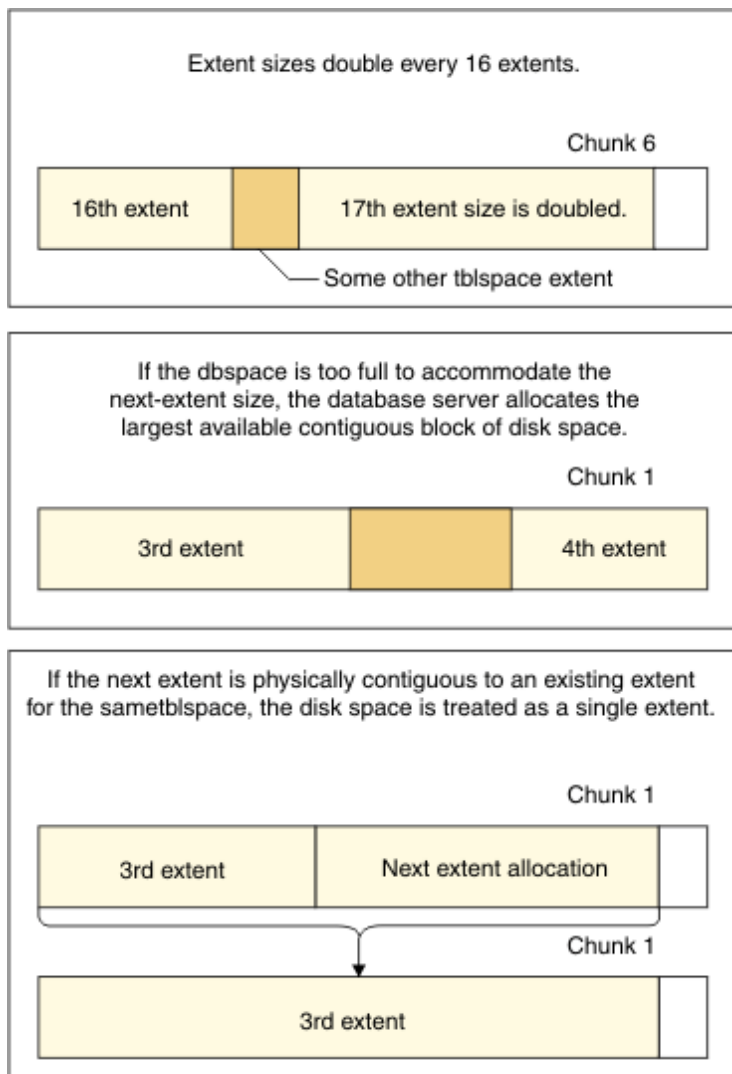 Extent sizes double every 16 extents.
Chunk 6
16th extent
17th extent size is doubled.
Some other tblspace extent
If the dbspace is too full to accommodate the
next-extent size, the database server allocates the
largest available contiguous block of disk space.
Chunk 1
3rd extent
4th extent
If the next extent is physically contiguous to an existing extent
for the sametblspace, the disk space is treated as a single extent.
Chunk 1
3rd extent
Next extent allocation
Chunk 1
3rd extent